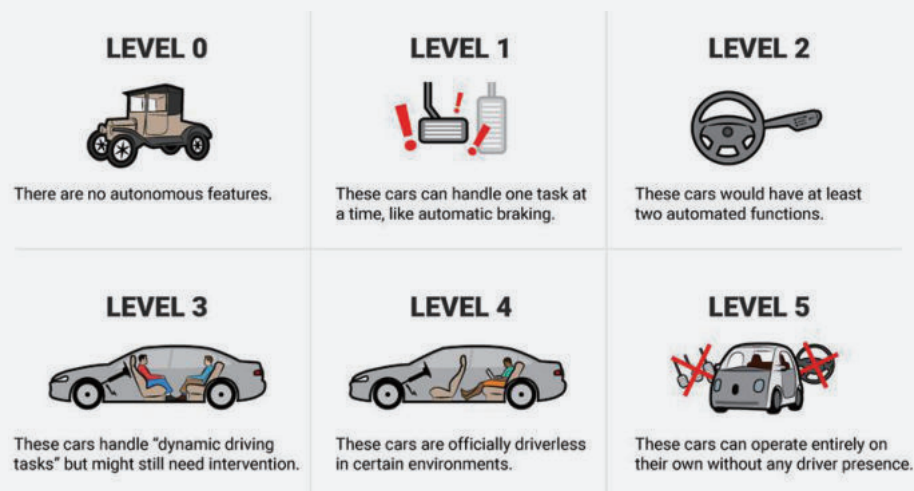 LEVEL 0
There are no autonomous features.
LEVEL 1
These cars can handle one task at
a time, like automatic braking.
LEVEL 2
These cars would have at least
two automated functions.
LEVEL 3
These cars handle “dynamic driving
tasks” but might still need intervention.
LEVEL 4
These cars are officially driverless
in certain environments.
LEVEL 5
These cars can operate entirely on
their own without any driver presence.